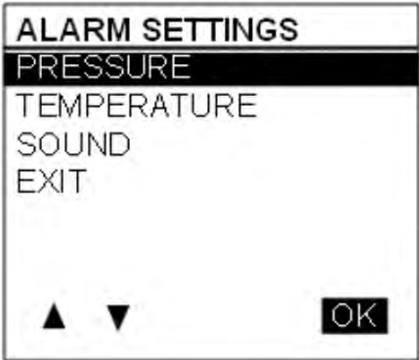 ALARM SETTINGS
PRESSURE
TEMPERATURE
SOUND
EXIT
▲ ▼ OK